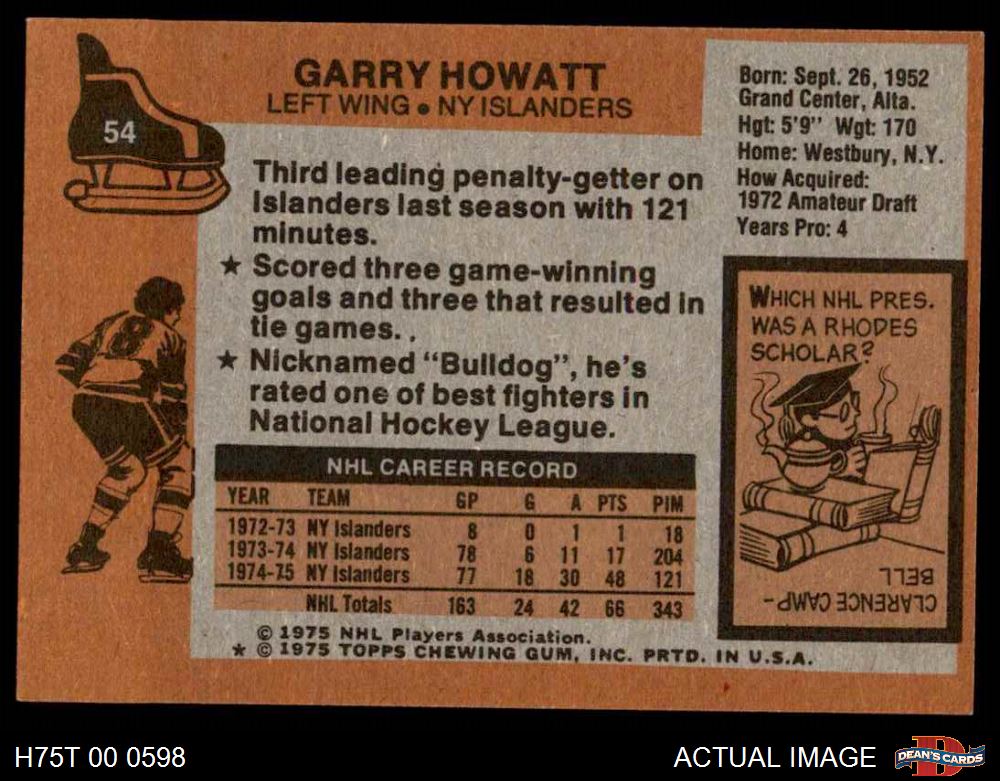 54
GARRY HOWATT
LEFT WING • NY ISLANDERS
Born: Sept. 26, 1952
Grand Center, Alta.
Hgt: 5'9" Wgt: 170
Home: Westbury, N.Y.
How Acquired:
1972 Amateur Draft
Years Pro: 4
Third leading penalty-getter on
Islanders last season with 121
minutes.
★ Scored three game-winning
goals and three that resulted in
tie games. .
★ Nicknamed "Bulldog", he's
rated one of best fighters in
National Hockey League.
8
NHL CAREER RECORD
YEAR TEAM GP G A PTS PIM
1972-73 NY Islanders 8 0 1 1 18
1973-74 NY Islanders 78 6 11 17 204
1974-75 NY Islanders 77 18 30 48 121
NHL Totals 163 24 42 66 343
WHICH NHL PRES.
WAS A RHODES
SCHOLAR?
CLARENCE CAMP-
BELL
© 1975 NHL Players Association.
* © 1975 TOPPS CHEWING GUM, INC. PRTD. IN U.S.A.
H75T 00 0598
ACTUAL IMAGE
D
DEAN'S CARDS